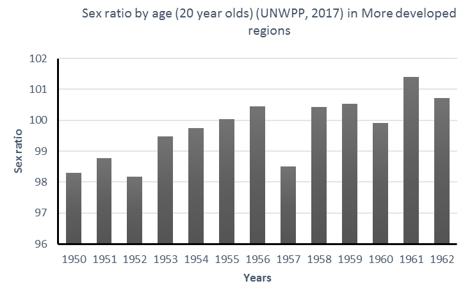 Sex ratio by age (20 year olds) (UNWPP, 2017) in More developed
regions
102
101
100
99
98
97
96
Sex ratio
1950 1951 1952 1953 1954 1955 1956 1957 1958 1959 1960 1961 1962
Years